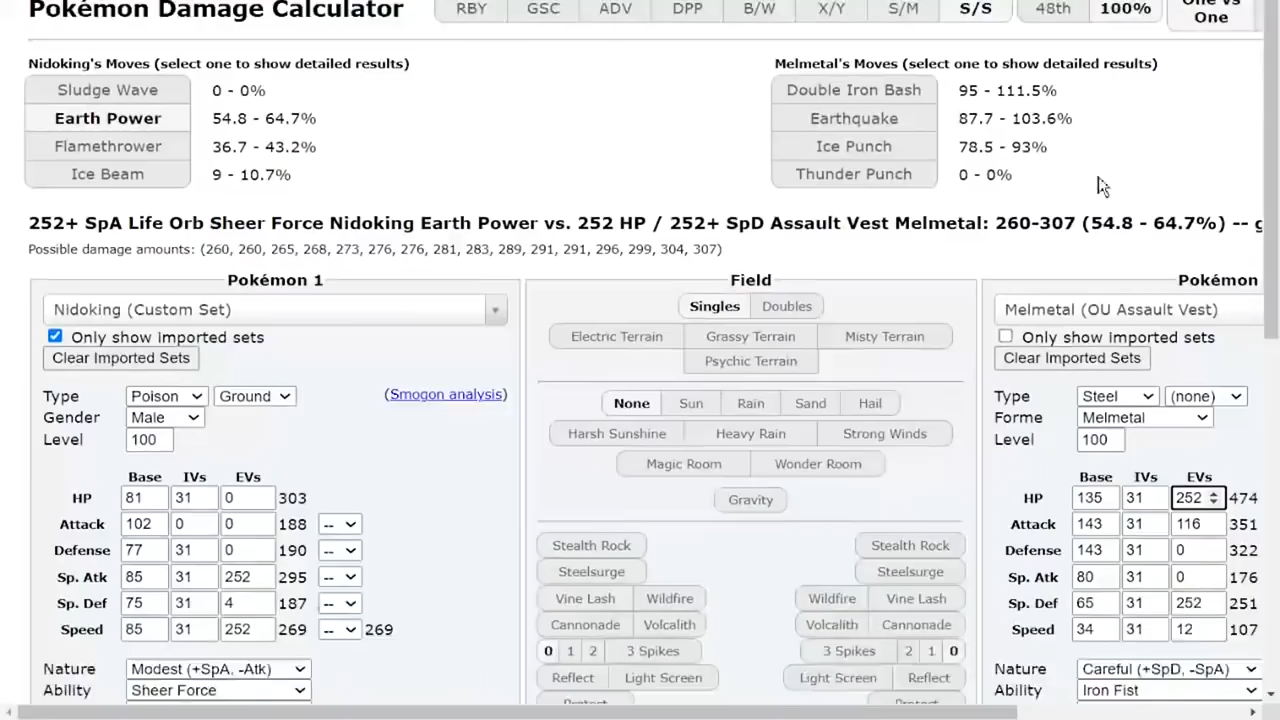 Pokémon Damage Calculator
RBY GSC ADV DPP B/W X/Y S/M S/S 48th 100% One vs
One
Nidoking's Moves (select one to show detailed results) Melmetal's Moves (select one to show detailed results)
Sludge Wave 0 - 0% Double Iron Bash 95 - 111.5%
Earth Power 54.8 - 64.7% Earthquake 87.7 - 103.6%
Flamethrower 36.7 - 43.2% Ice Punch 78.5 - 93%
Ice Beam 9 - 10.7% Thunder Punch 0 - 0%
252+ SpA Life Orb Sheer Force Nidoking Earth Power vs. 252 HP / 252+ SpD Assault Vest Melmetal: 260-307 (54.8 - 64.7%) -- g
Possible damage amounts: (260, 260, 265, 268, 273, 276, 276, 281, 283, 289, 291, 291, 296, 299, 304, 307)
Pokémon 1 Field Pokémon
Nidoking (Custom Set) Singles Doubles Melmetal (OU Assault Vest)
Only show imported sets Electric Terrain Grassy Terrain Misty Terrain Only show imported sets
Clear Imported Sets Psychic Terrain Clear Imported Sets
Type Poison Ground (Smogon analysis) None Sun Rain Sand Hail Type Steel (none)
Gender Male Forme Melmetal
Level 100 Harsh Sunshine Heavy Rain Strong Winds Level 100
Magic Room Wonder Room
Base IVs EVs Base IVs EVs
HP 81 31 0 303 Gravity HP 135 31 252 474
Attack 102 0 0 188 -- Attack 143 31 116 351
Defense 77 31 0 190 -- Stealth Rock Stealth Rock Defense 143 31 0 322
Sp. Atk 85 31 252 295 -- Steelsurge Steelsurge Sp. Atk 80 31 0 176
Sp. Def 75 31 4 187 -- Vine Lash Wildfire Wildfire Vine Lash Sp. Def 65 31 252 251
Speed 85 31 252 269 -- 269 Cannonade Volcalith Volcalith Cannonade Speed 34 31 12 107
0 1 2 3 Spikes 3 Spikes 2 1 0
Nature Modest (+SpA, -Atk) Reflect Light Screen Light Screen Reflect Nature Careful (+SpD, -SpA)
Ability Sheer Force Protect Protect Ability Iron Fist